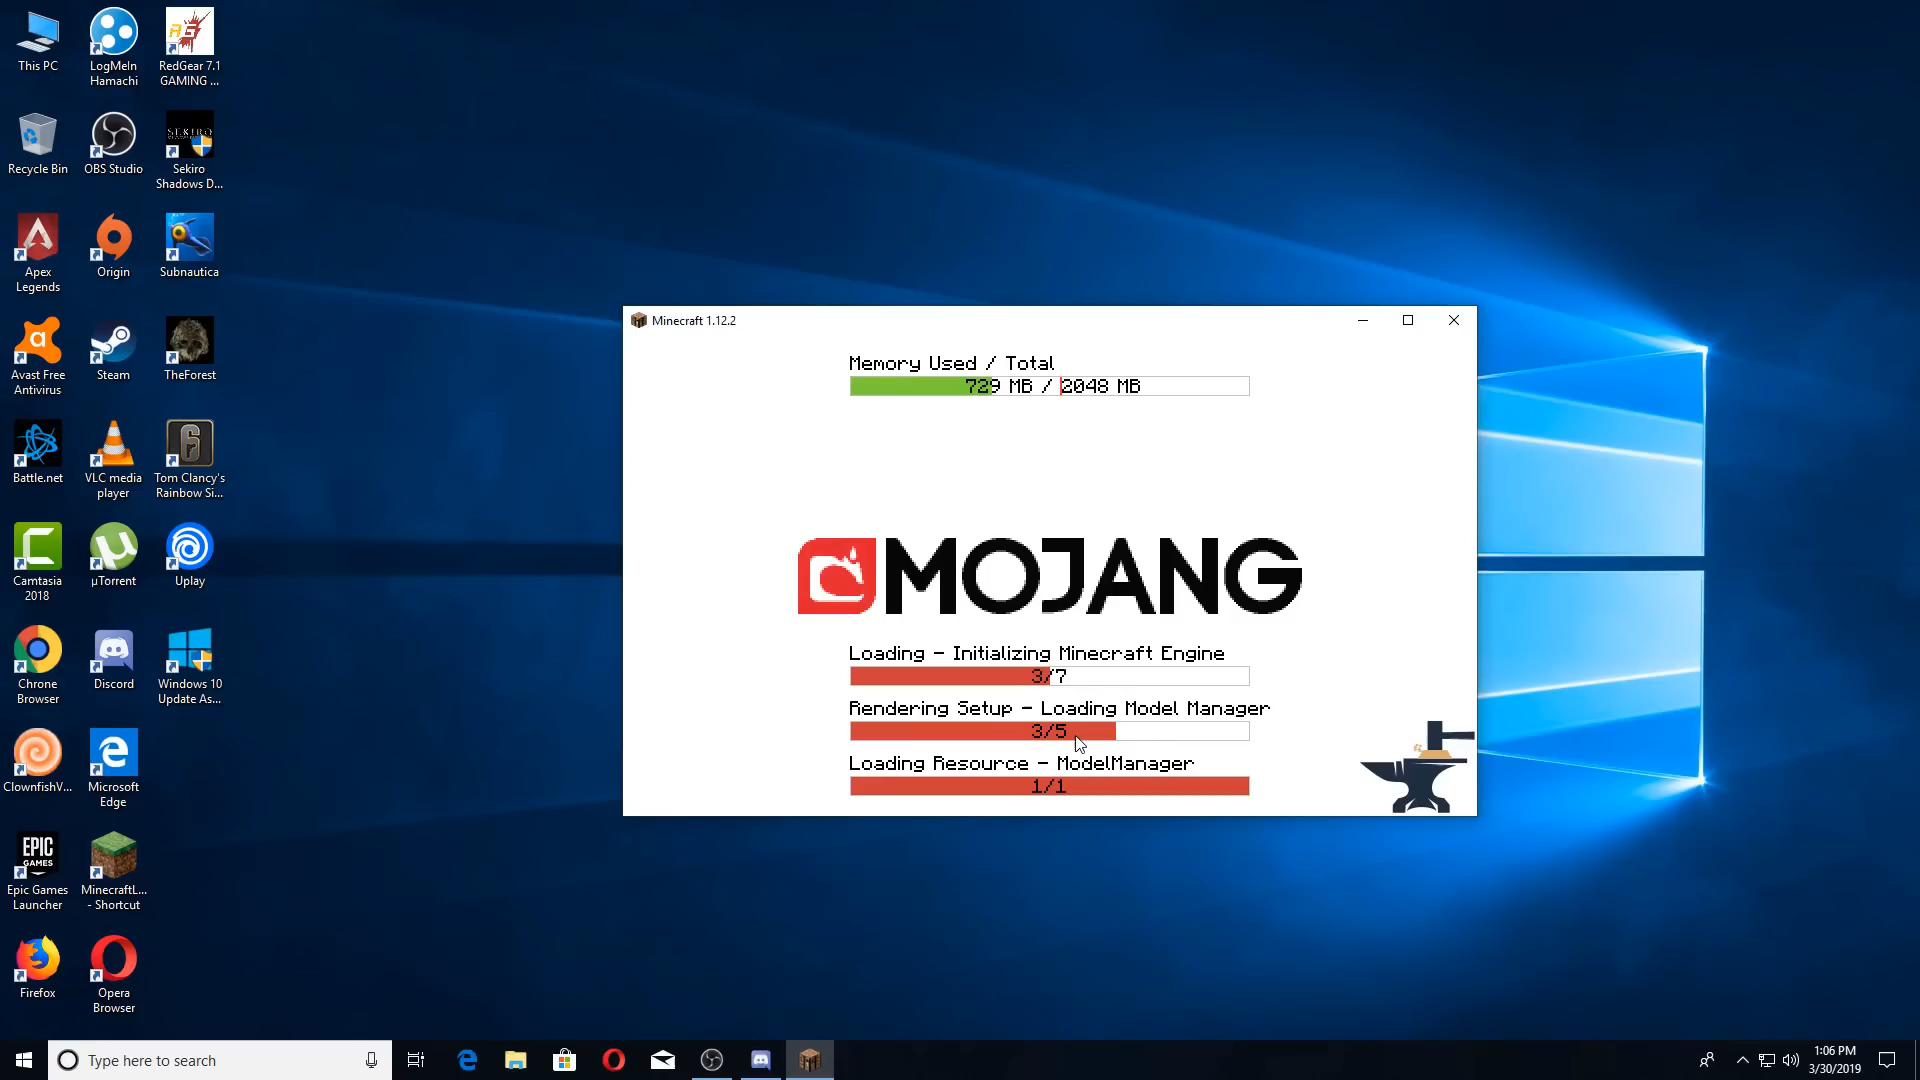 This PC
LogMeIn
Hamachi
RedGear 7.1
GAMING ...
Recycle Bin
OBS Studio
SEKIRO
Sekiro
Shadows D...
Apex
Legends
Origin
Subnautica
Avast Free
Antivirus
Steam
TheForest
Battle.net
VLC media
player
Tom Clancy's
Rainbow Si...
Camtasia
2018
µTorrent
Uplay
Chrome
Browser
Discord
Windows 10
Update As...
ClownfishV...
Microsoft
Edge
EPIC
GAMES
Epic Games
Launcher
MinecraftL...
- Shortcut
Firefox
Opera
Browser
Minecraft 1.12.2
Memory Used / Total
729 MB / 2048 MB
MOJANG
Loading - Initializing Minecraft Engine
3/7
Rendering Setup - Loading Model Manager
3/5
Loading Resource - ModelManager
1/1
Type here to search
1:06 PM
3/30/2019